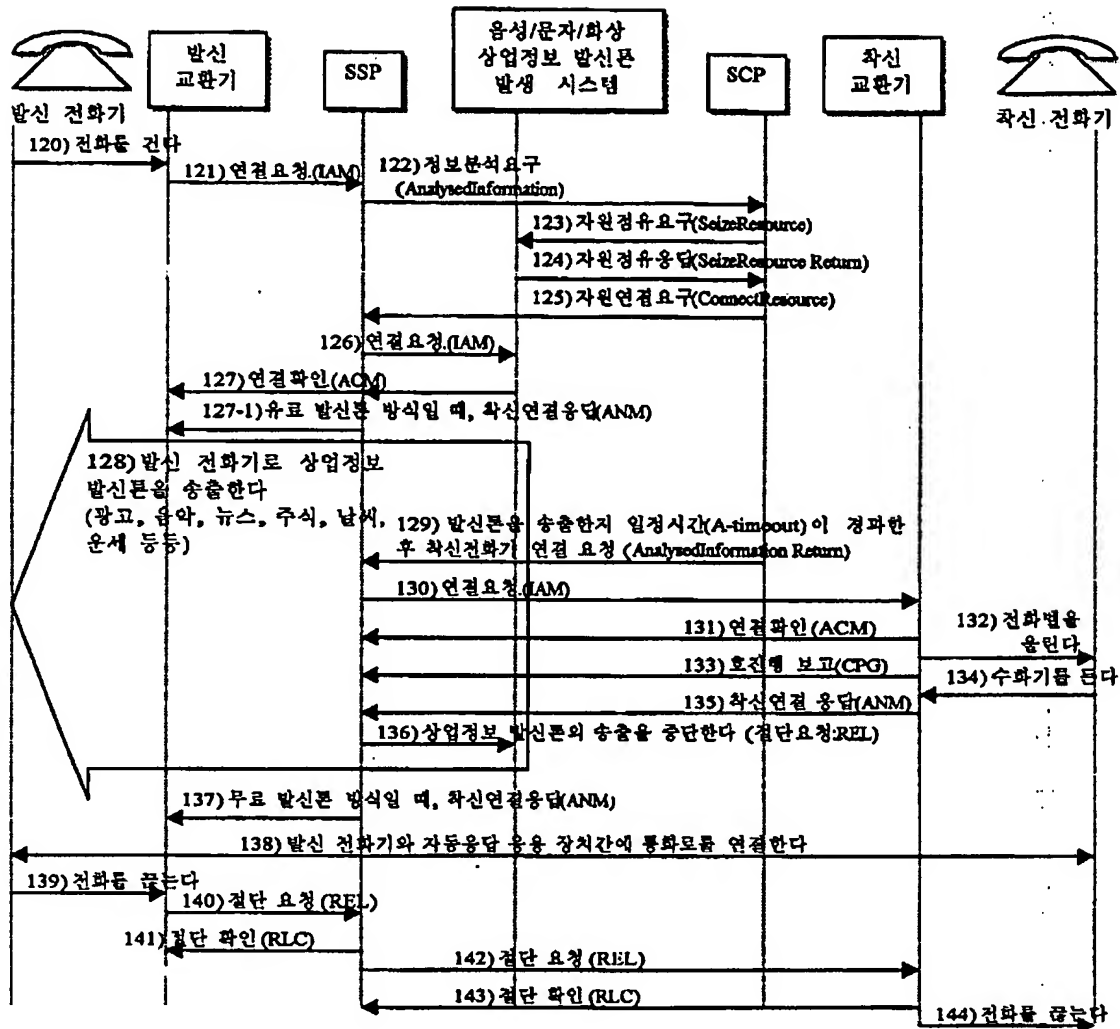 발신 전화기
발신
교환기
SSP
음성/문자/화상
상업정보 발신톤
발생 시스템
SCP
착신
교환기
착신 전화기
120) 전화를 건다
121) 연결요청(IAM)
122) 정보분석요구
(AnalysedInformation)
123) 자원점유요구(SeizeResource)
124) 자원점유응답(SeizeResource Return)
125) 자원연결요구(ConnectResource)
126) 연결요청(IAM)
127) 연결확인(ACM)
127-1) 유료 발신톤 방식일 때, 착신연결응답(ANM)
128) 발신 전화기로 상업정보
발신톤을 송출한다
(광고, 음악, 뉴스, 주식, 날씨,
운세 등등)
129) 발신톤을 송출한지 일정시간(A-timeout)이 경과한
후 착신전화기 연결 요청 (AnalysedInformation Return)
130) 연결요청(IAM)
131) 연결확인(ACM)
132) 전화벨을
울린다
133) 호진행 보고(CPG)
134) 수화기를 든다
135) 착신연결 응답(ANM)
136) 상업정보 발신톤의 송출을 중단한다 (절단요청:REL)
137) 무료 발신톤 방식일 때, 착신연결응답(ANM)
138) 발신 전화기와 자동응답 응용 장치간에 통화로를 연결한다
139) 전화를 끊는다
140) 절단 요청(REL)
141) 절단 확인(RLC)
142) 절단 요청(REL)
143) 절단 확인(RLC)
144) 전화를 끊는다